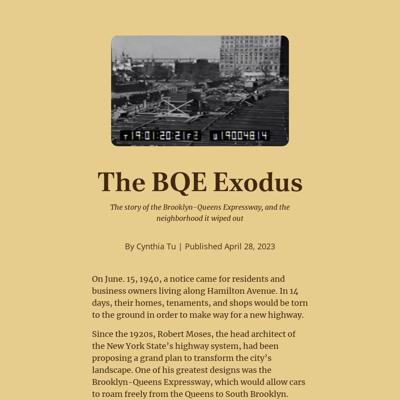 T 19:01:20:21F2 U19004814
The BQE Exodus
The story of the Brooklyn-Queens Expressway, and the
neighborhood it wiped out
By Cynthia Tu | Published April 28, 2023
On June. 15, 1940, a notice came for residents and
business owners living along Hamilton Avenue. In 14
days, their homes, tenaments, and shops would be torn
to the ground in order to make way for a new highway.
Since the 1920s, Robert Moses, the head architect of
the New York State's highway system, had been
proposing a grand plan to transform the city's
landscape. One of his greatest designs was the
Brooklyn-Queens Expressway, which would allow cars
to roam freely from the Queens to South Brooklyn.